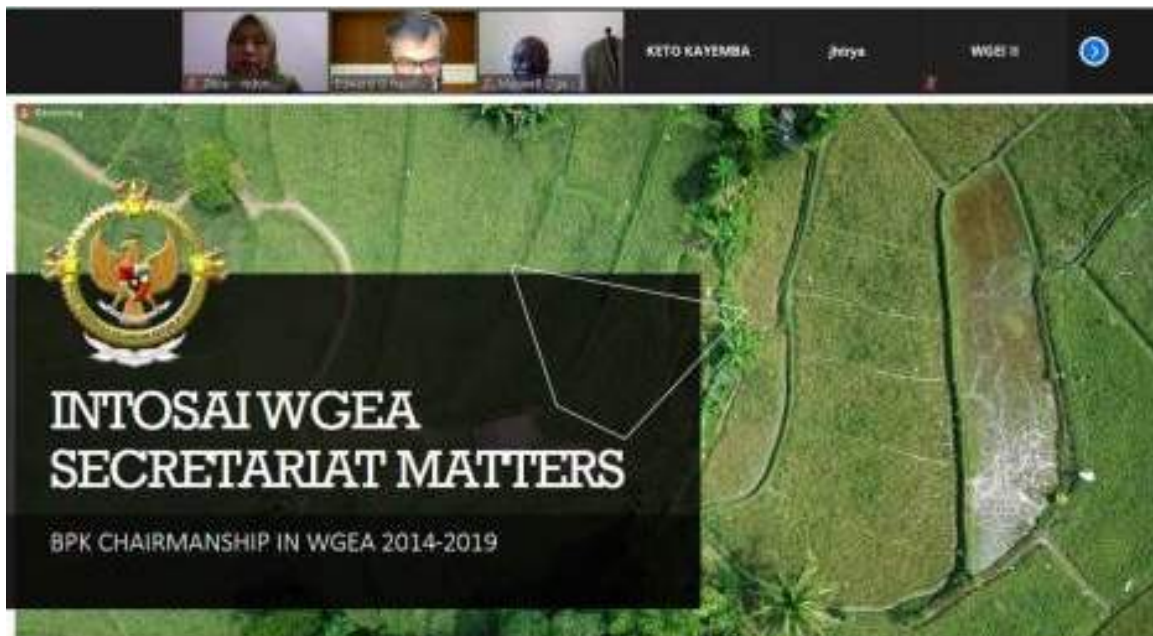 KETO KAYEMBA
jhtrya
WGEI II
INTOSAI WGEA
SECRETARIAT MATTERS
BPK CHAIRMANSHIP IN WGEA 2014-2019